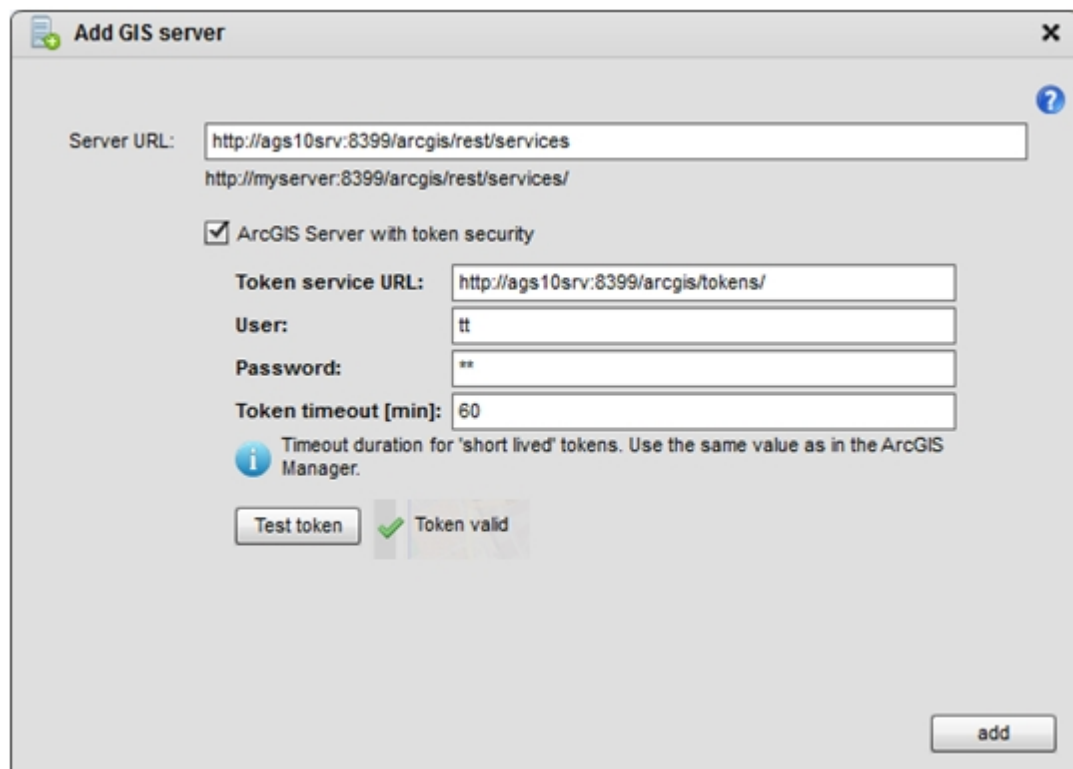 Add GIS server
Server URL: http://ags10srv:8399/arcgis/rest/services
http://myserver:8399/arcgis/rest/services/
ArcGIS Server with token security
Token service URL: http://ags10srv:8399/arcgis/tokens/
User: tt
Password: **
Token timeout [min]: 60
Timeout duration for 'short lived' tokens. Use the same value as in the ArcGIS
Manager.
Test token Token valid
add